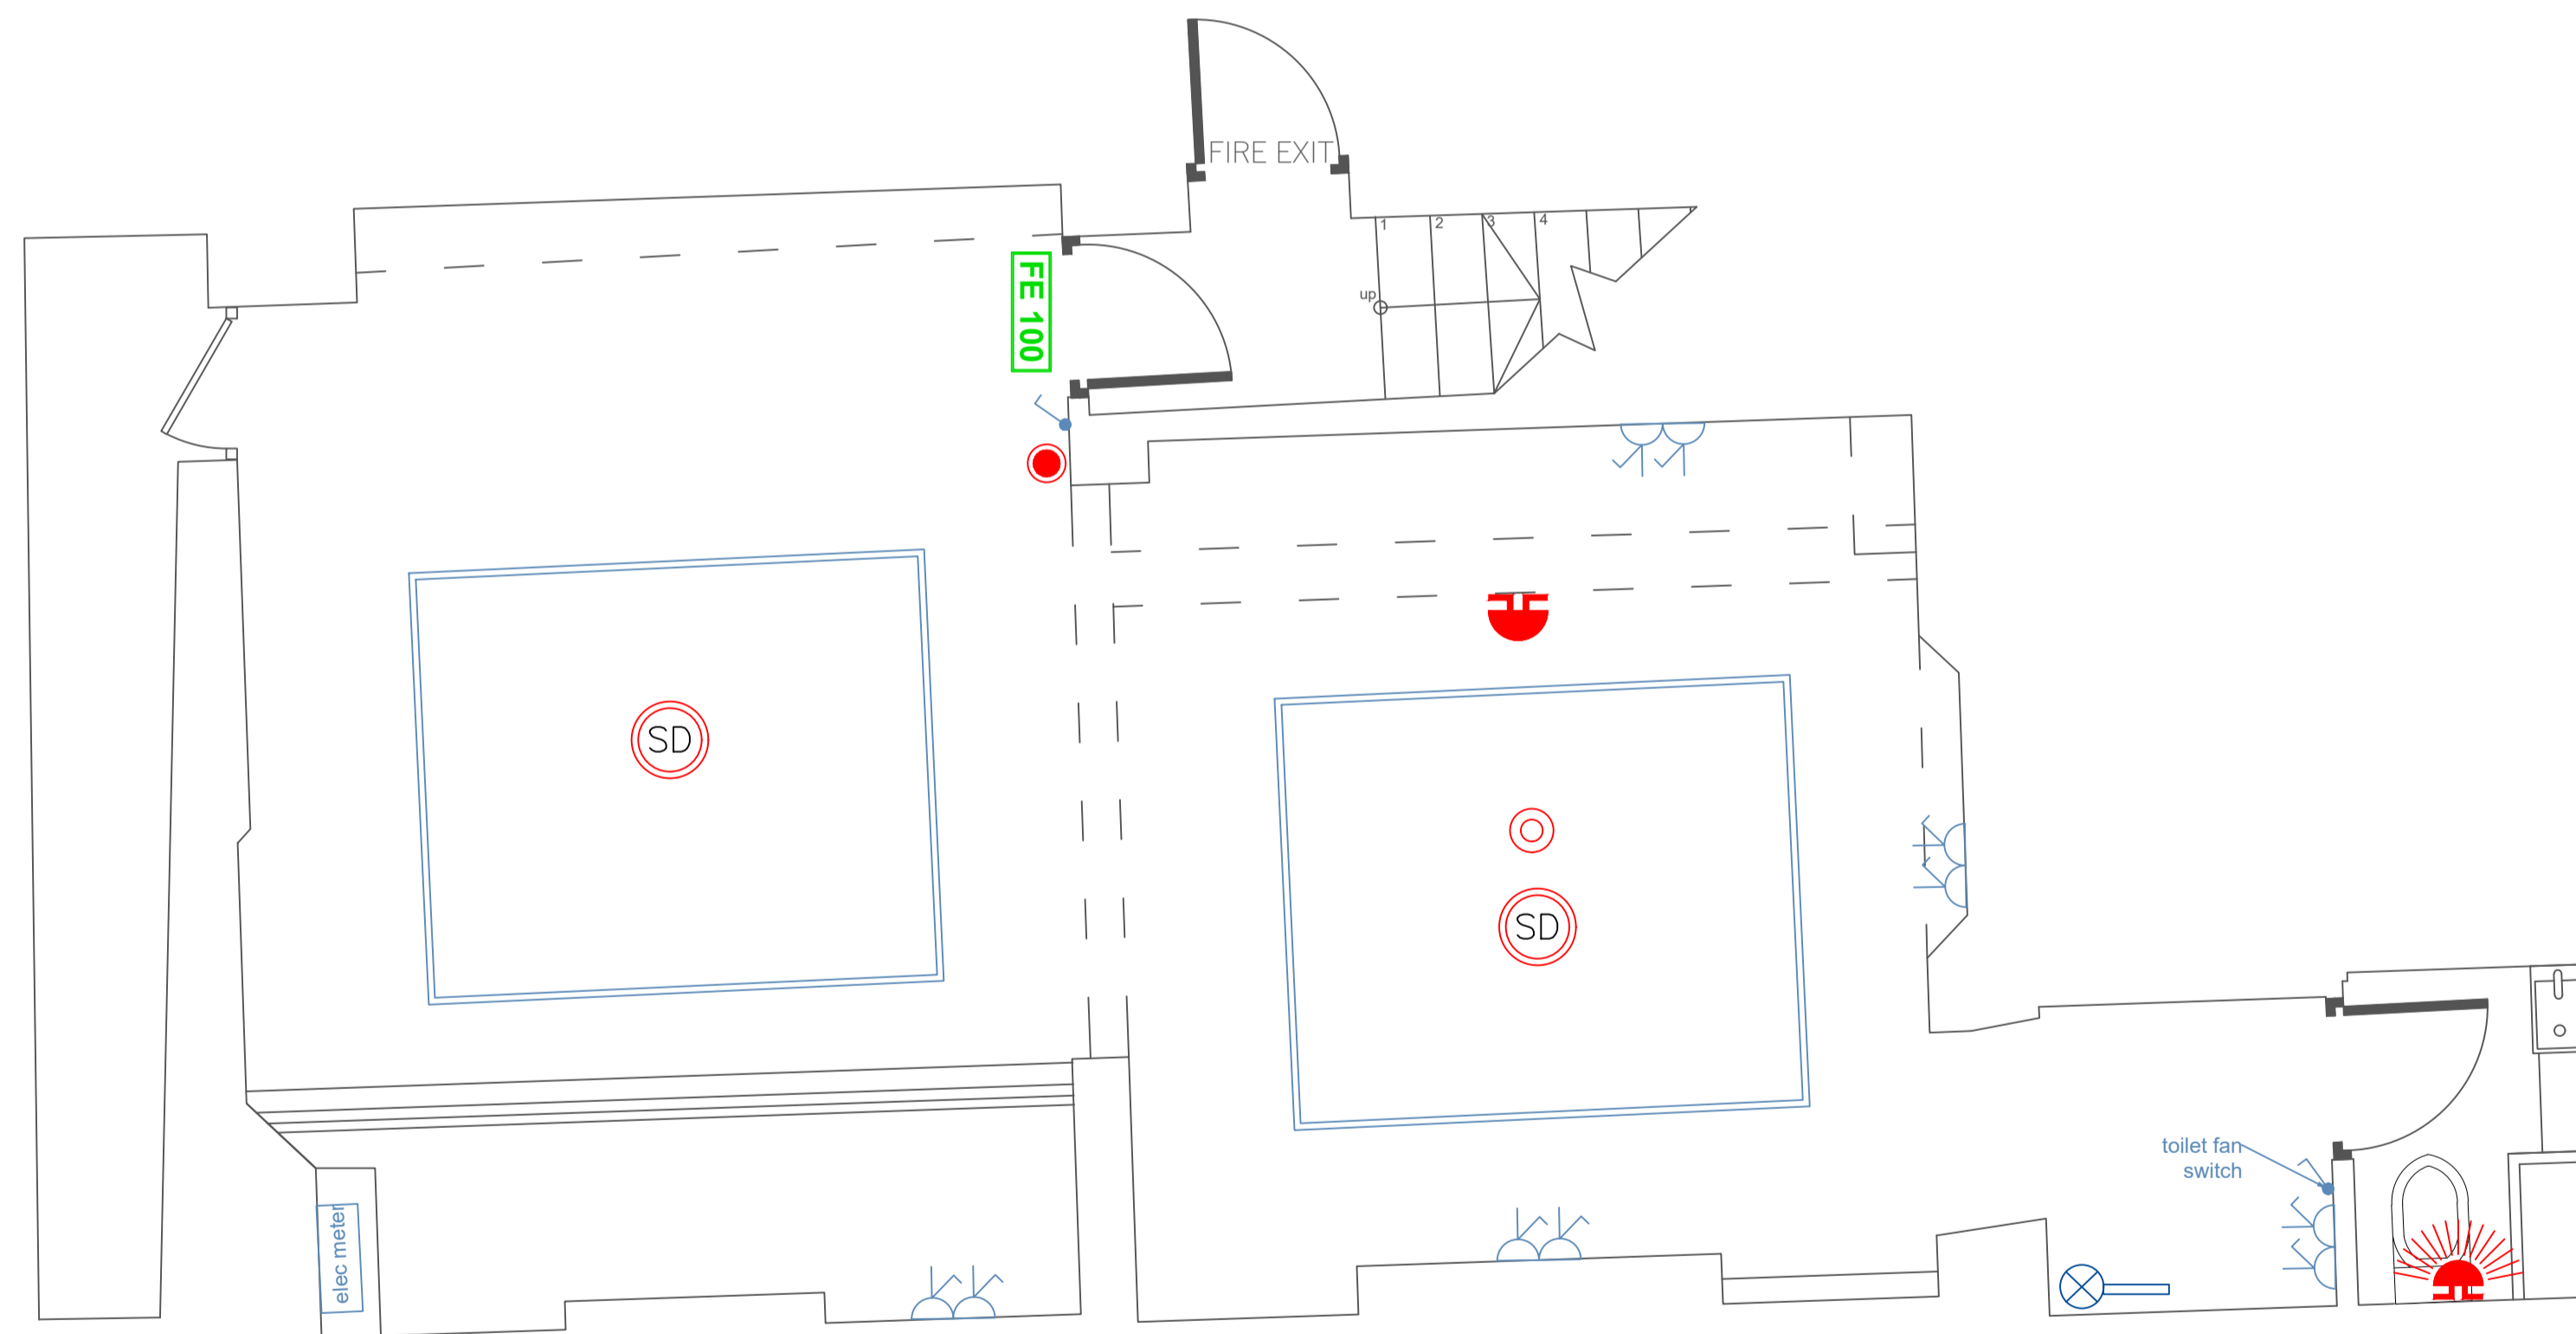 FIRE EXIT
1
2
3
4
up
FE 100
SD
SD
toilet fan
switch
elec meter